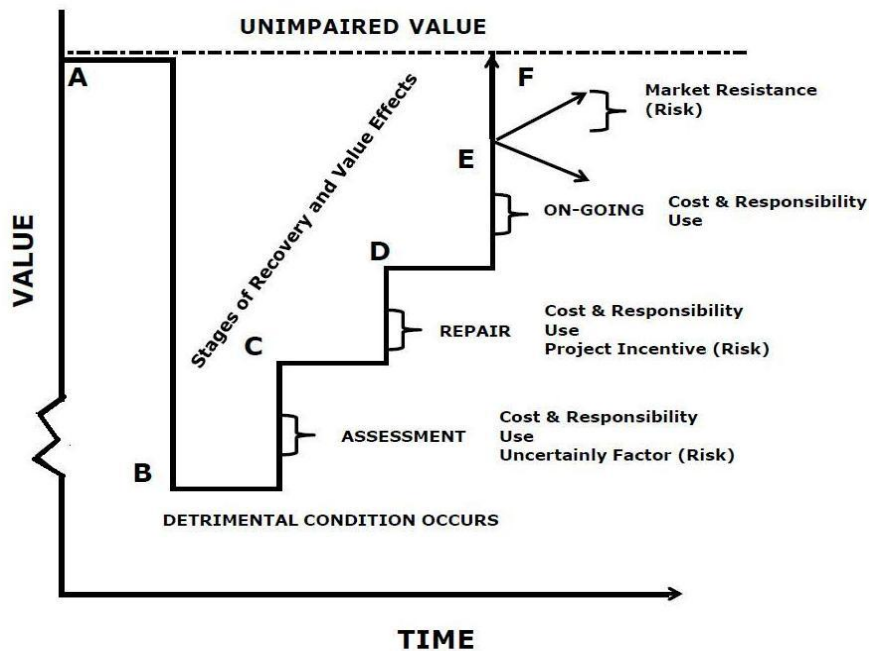 UNIMPAIRED VALUE
A
F
Market Resistance
(Risk)
E
Stages of Recovery and Value Effects
ON-GOING
Cost & Responsibility
Use
VALUE
D
REPAIR
Cost & Responsibility
Use
Project Incentive (Risk)
C
ASSESSMENT
Cost & Responsibility
Use
Uncertainly Factor (Risk)
B
DETRIMENTAL CONDITION OCCURS
TIME